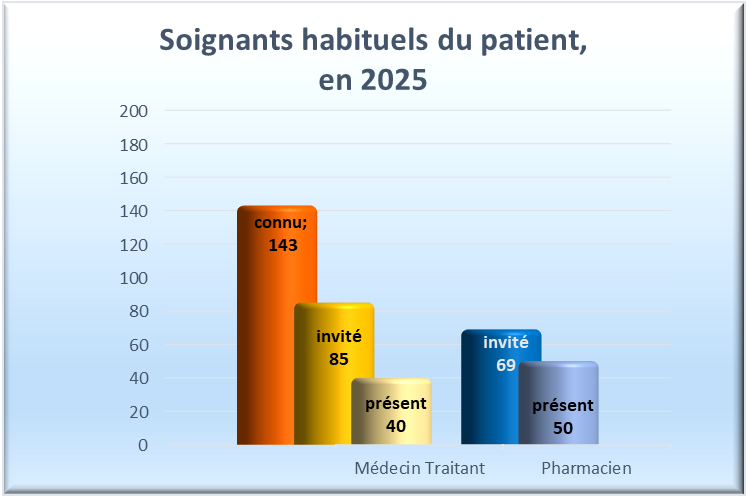 Soignants habituels du patient,
en 2025
200
180
160
140
120
100
80
60
40
20
0
connu;
143
invité
85
présent
40
invité
69
présent
50
Médecin Traitant
Pharmacien